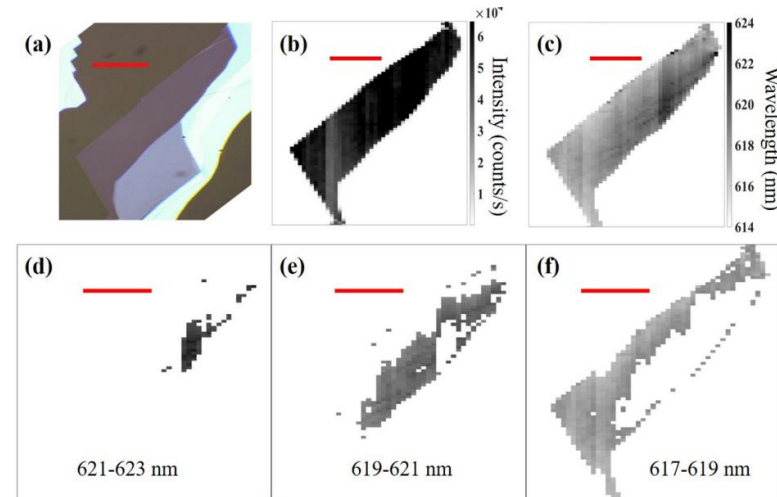 (a)
(b)
×10⁴
6
5
4
3
2
1
Intensity (counts/s)
(c)
624
622
620
618
616
614
Wavelength (nm)
(d)
621-623 nm
(e)
619-621 nm
(f)
617-619 nm